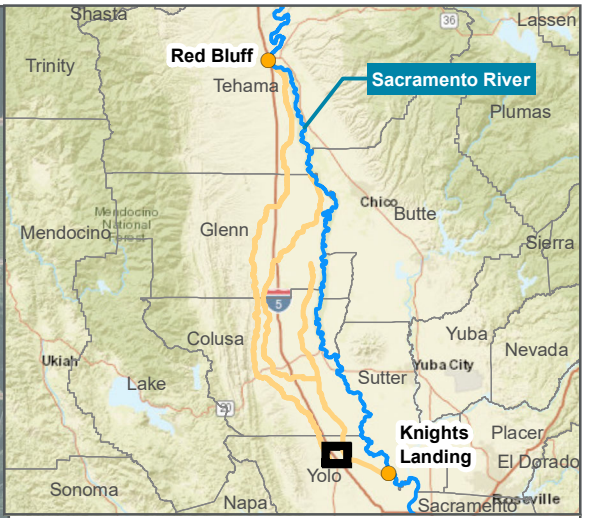 Shasta
36
Lassen
Red Bluff
Trinity
Tehama
Sacramento River
Plumas
Chico
Butte
Mendocino
National
Forest
Glenn
Mendocino
Sierra
5
Colusa
Yuba
Nevada
Ukiah
Yuba City
Lake
Sutter
20
Knights
Landing
Placer
El Dorado
Yolo
Sonoma
Napa
Sacramento
Roseville